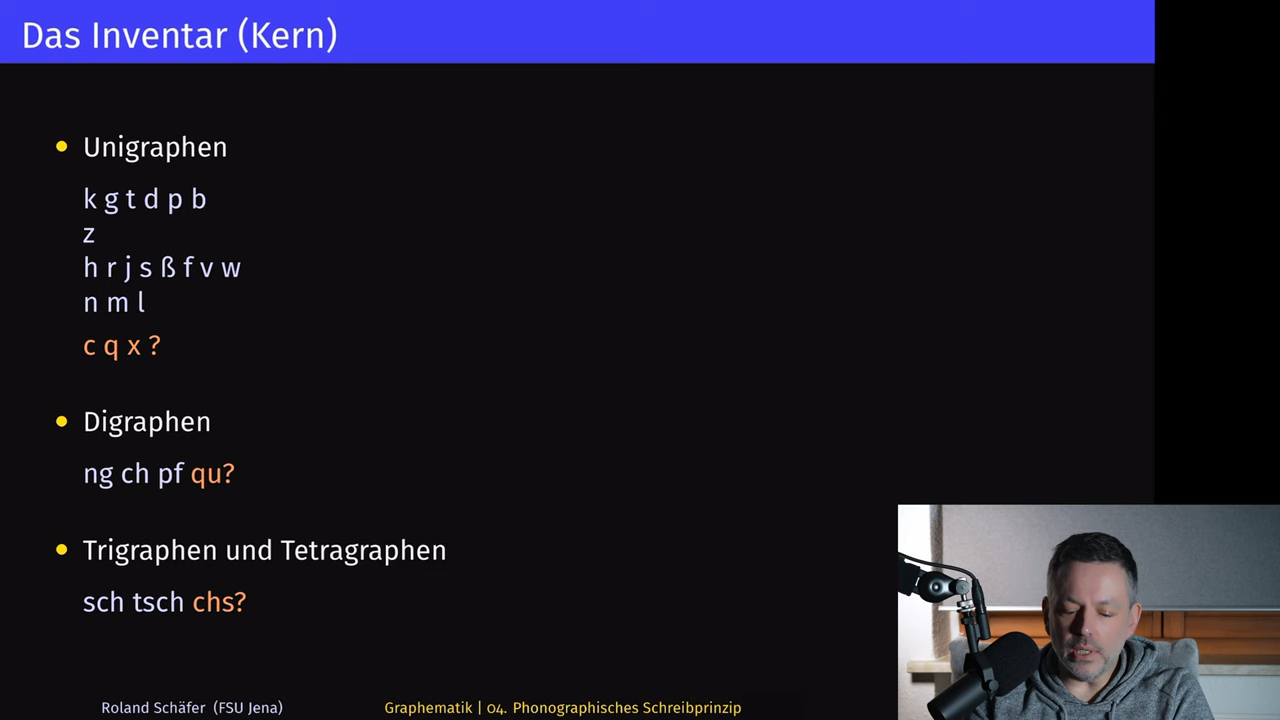 Das Inventar (Kern)
• Unigraphen
k g t d p b
z
h r j s ß f v w
n m l
c q x ?
• Digraphen
ng ch pf qu?
• Trigraphen und Tetragraphen
sch tsch chs?
Roland Schäfer (FSU Jena) Graphematik | 04. Phonographisches Schreibprinzip